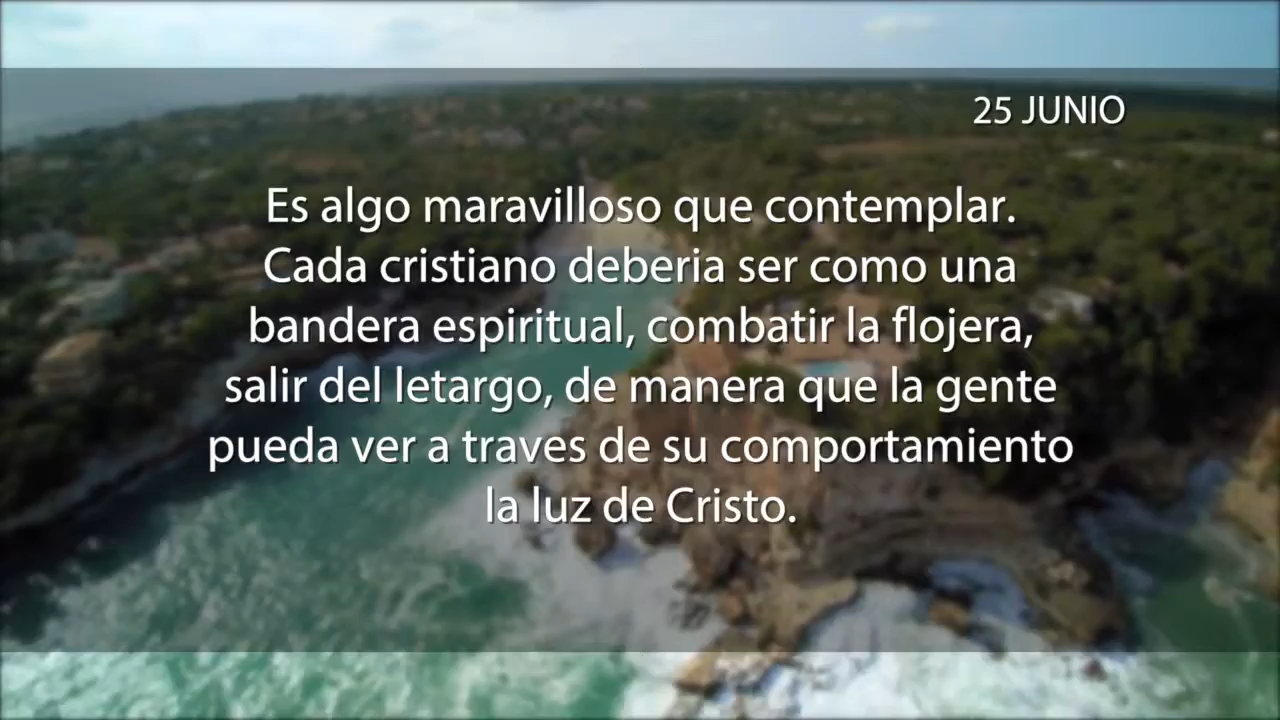 25 JUNIO
Es algo maravilloso que contemplar.
Cada cristiano deberia ser como una
bandera espiritual, combatir la flojera,
salir del letargo, de manera que la gente
pueda ver a traves de su comportamiento
la luz de Cristo.